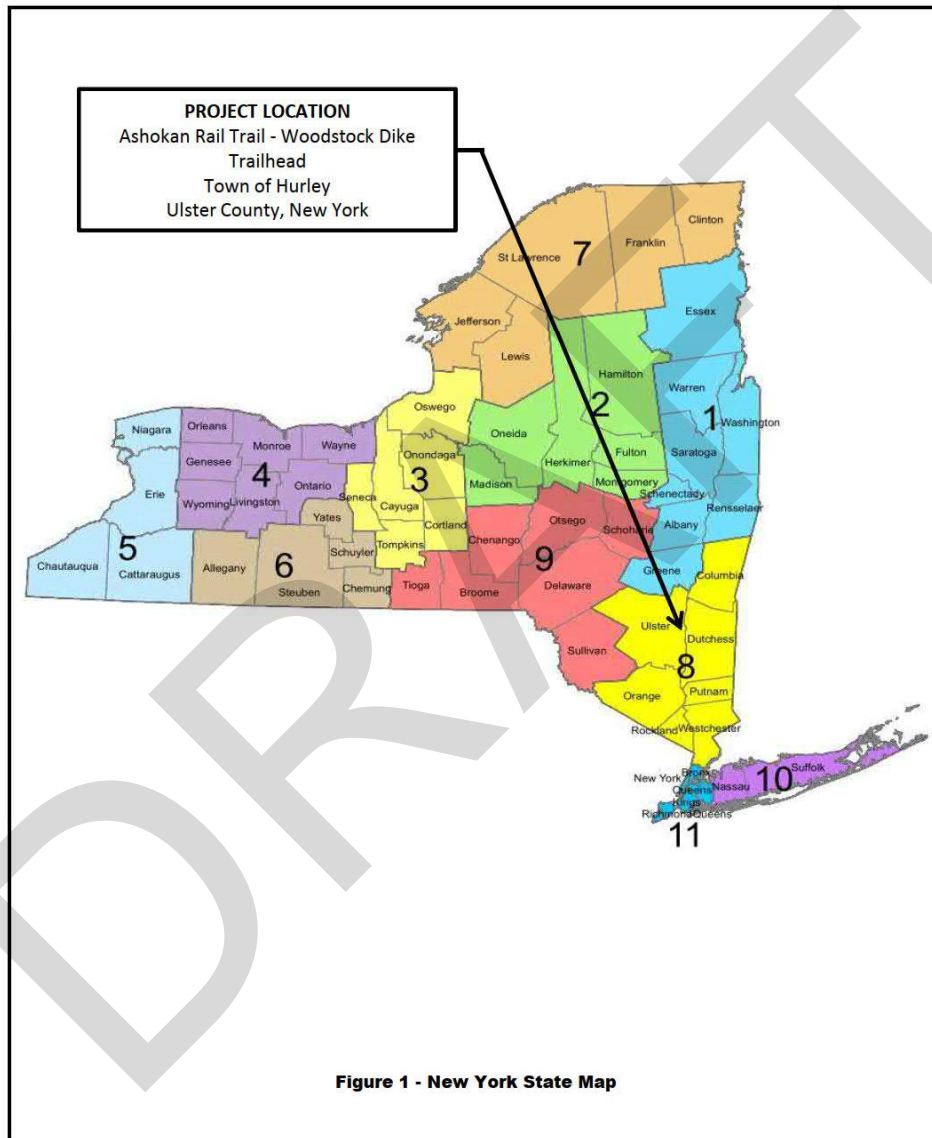 PROJECT LOCATION
Ashokan Rail Trail - Woodstock Dike
Trailhead
Town of Hurley
Ulster County, New York
Clinton
Franklin
St Lawrence
7
Essex
Jefferson
Lewis
Hamilton
Warren
2
1
Washington
Oswego
Niagara
Orleans
Monroe
Wayne
Oneida
Onondaga
Saratoga
Genesee
4
Herkimer
Fulton
Ontario
3
Madison
Montgomery
Erie
Seneca
Schenectady
Wyoming
Livingston
Cayuga
Rensselaer
Yates
Cortland
Otsego
Schoharie
Albany
Chenango
5
Tompkins
9
Schuyler
6
Greene
Columbia
Chautauqua
Cattaraugus
Allegany
Steuben
Chemung
Tioga
Broome
Delaware
Ulster
Dutchess
Sullivan
8
Orange
Putnam
Rockland
Westchester
Bronx
New York
10
Suffolk
Queens
Nassau
Kings
Richmond
Queens
11
DRAFT
Figure 1 - New York State Map